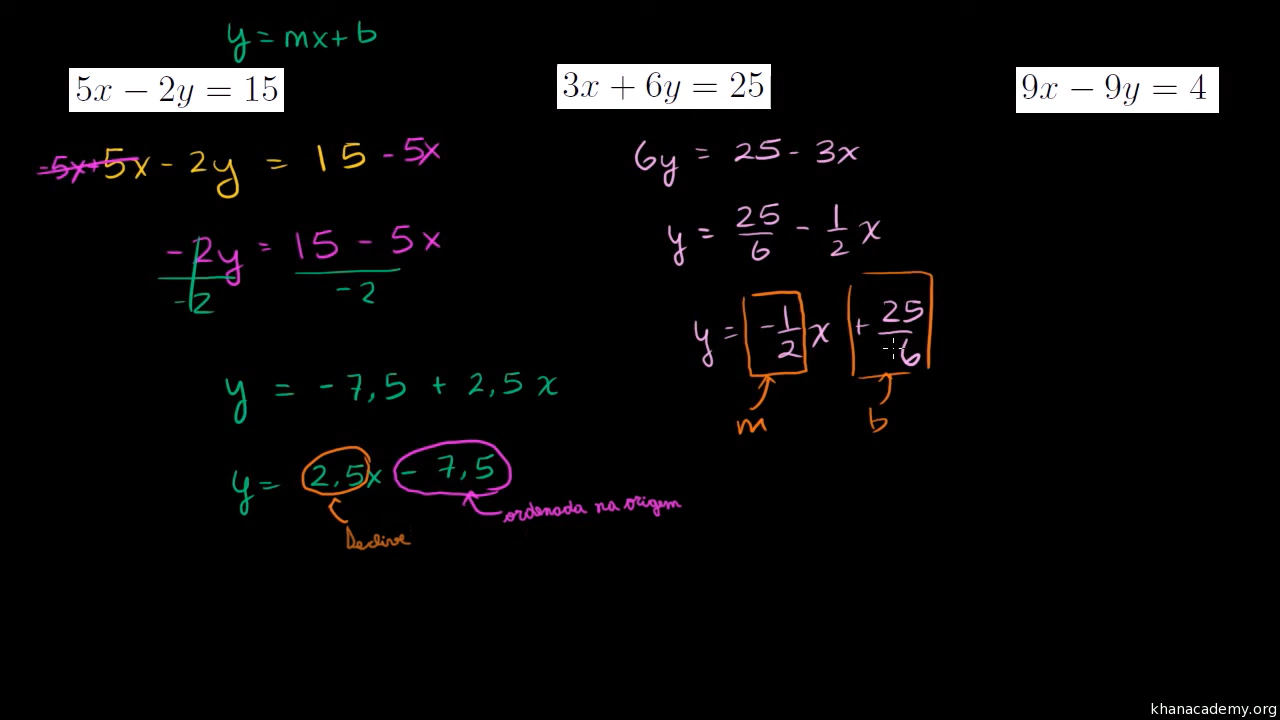 y = mx + b
5x − 2y = 15
-5x + 5x - 2y = 15 - 5x
-2y = 15 - 5x
-2 -2
y = -7,5 + 2,5x
y = 2,5x - 7,5
Declive
ordenada na origem
3x + 6y = 25
6y = 25 - 3x
y = 25/6 - 1/2 x
y = -1/2 x + 25/6
m b
9x − 9y = 4
khanacademy.org